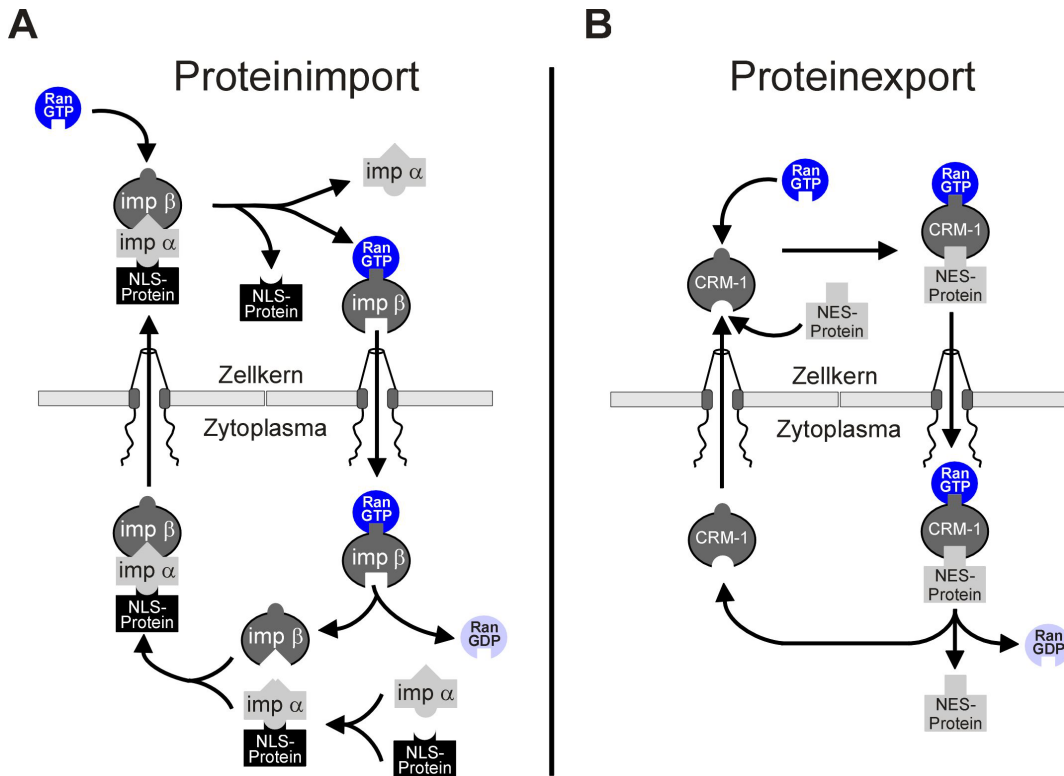 A
Proteinimport
Ran
GTP
imp β
imp α
NLS-
Protein
imp α
NLS-
Protein
Ran
GTP
imp β
Zellkern
Zytoplasma
imp β
imp α
NLS-
Protein
Ran
GTP
imp β
imp β
Ran
GDP
imp α
NLS-
Protein
imp α
NLS-
Protein
B
Proteinexport
Ran
GTP
CRM-1
NES-
Protein
Ran
GTP
CRM-1
NES-
Protein
Zellkern
Zytoplasma
CRM-1
Ran
GTP
CRM-1
NES-
Protein
Ran
GDP
NES-
Protein